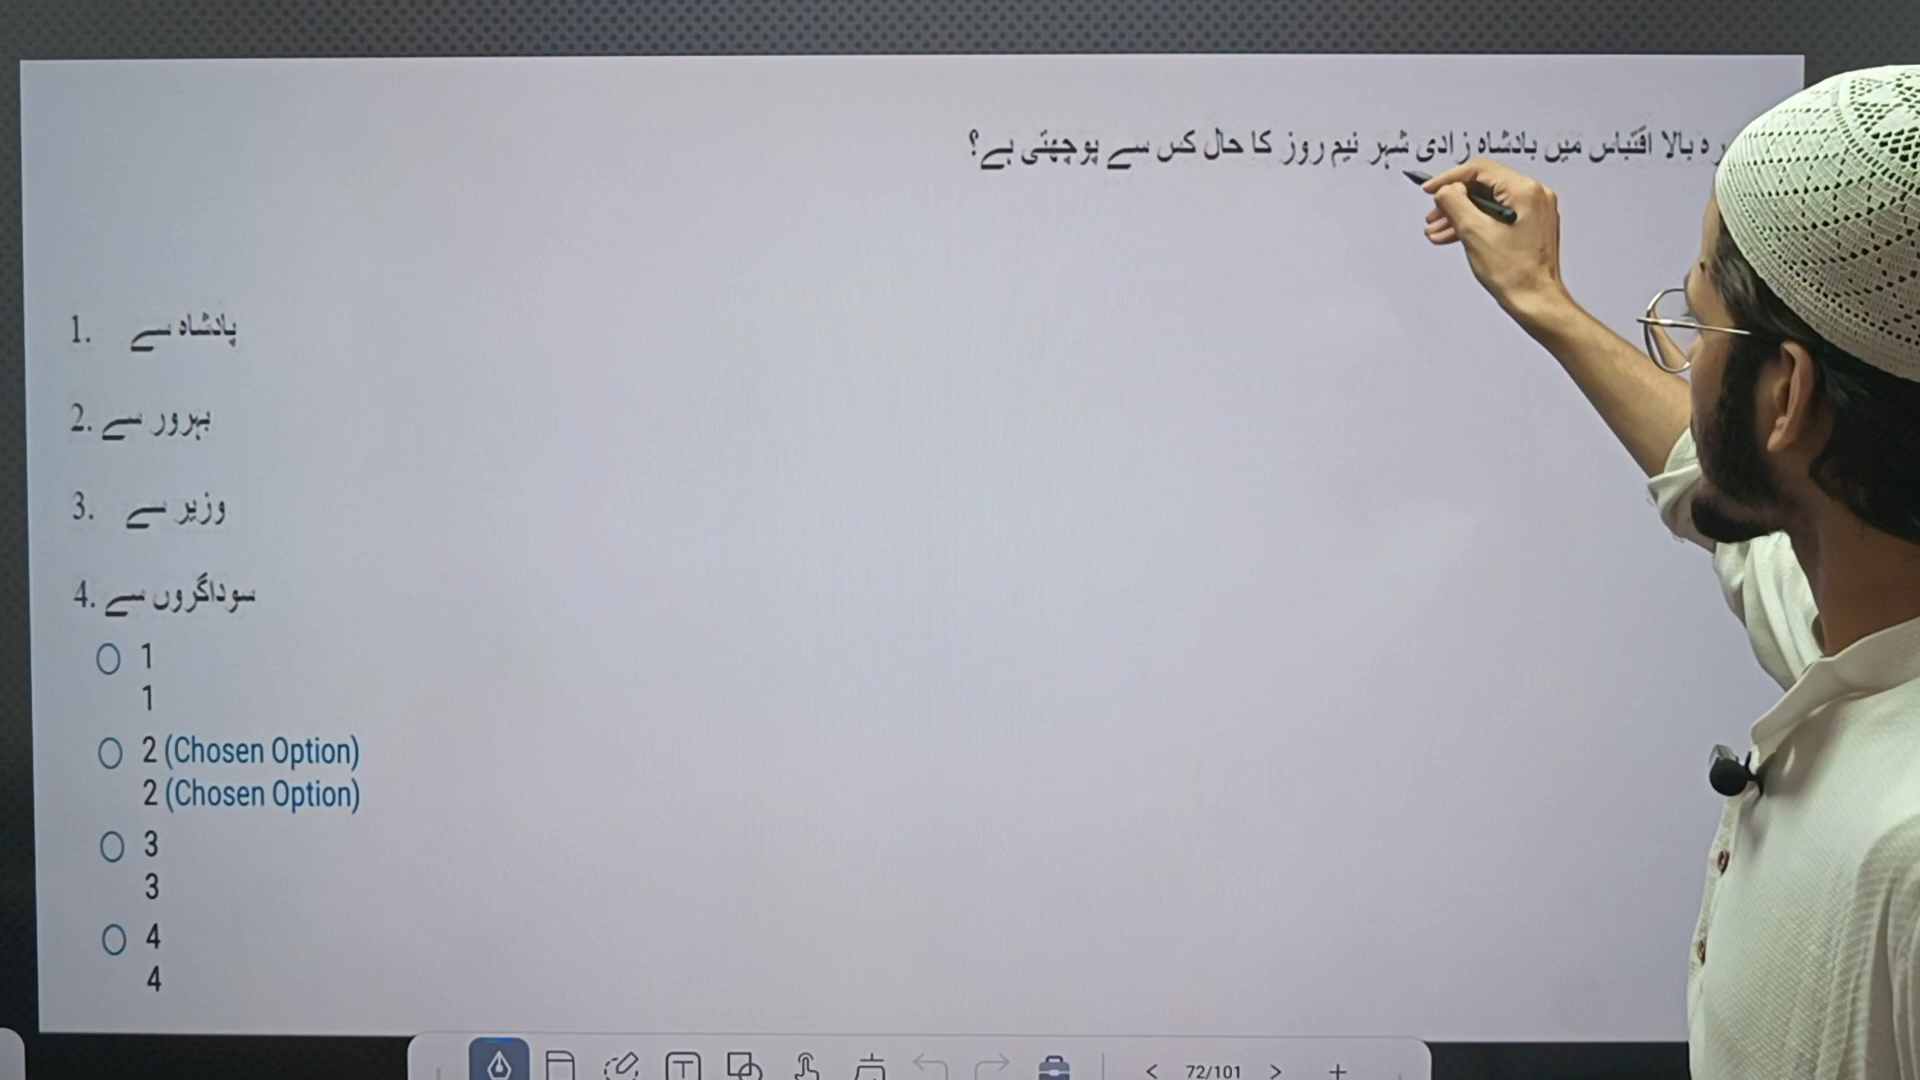 بالا اقتباس میں بادشاہ زادی شہر نیم روز کا حال کس سے پوچھتی ہے؟
1. پادشاہ سے
2. بہرور سے
3. وزیر سے
4. سوداگروں سے
1
1
2 (Chosen Option)
2 (Chosen Option)
3
3
4
4
72/101